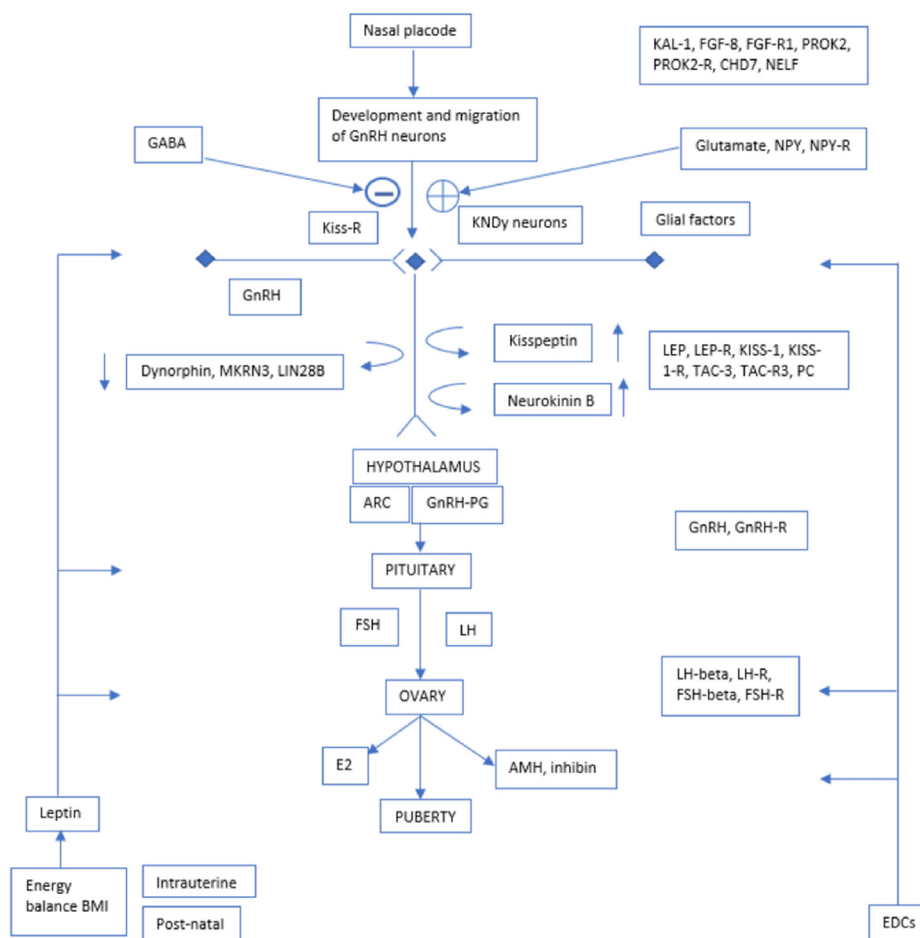 Nasal placode
KAL-1, FGF-8, FGF-R1, PROK2,
PROK2-R, CHD7, NELF
Development and migration
of GnRH neurons
GABA
Glutamate, NPY, NPY-R
Kiss-R
KNDy neurons
Glial factors
GnRH
Kisspeptin
Dynorphin, MKRN3, LIN28B
LEP, LEP-R, KISS-1, KISS-
1-R, TAC-3, TAC-R3, PC
Neurokinin B
HYPOTHALAMUS
ARC
GnRH-PG
GnRH, GnRH-R
PITUITARY
FSH
LH
LH-beta, LH-R,
FSH-beta, FSH-R
OVARY
E2
AMH, inhibin
Leptin
PUBERTY
Energy
balance BMI
Intrauterine
Post-natal
EDCs